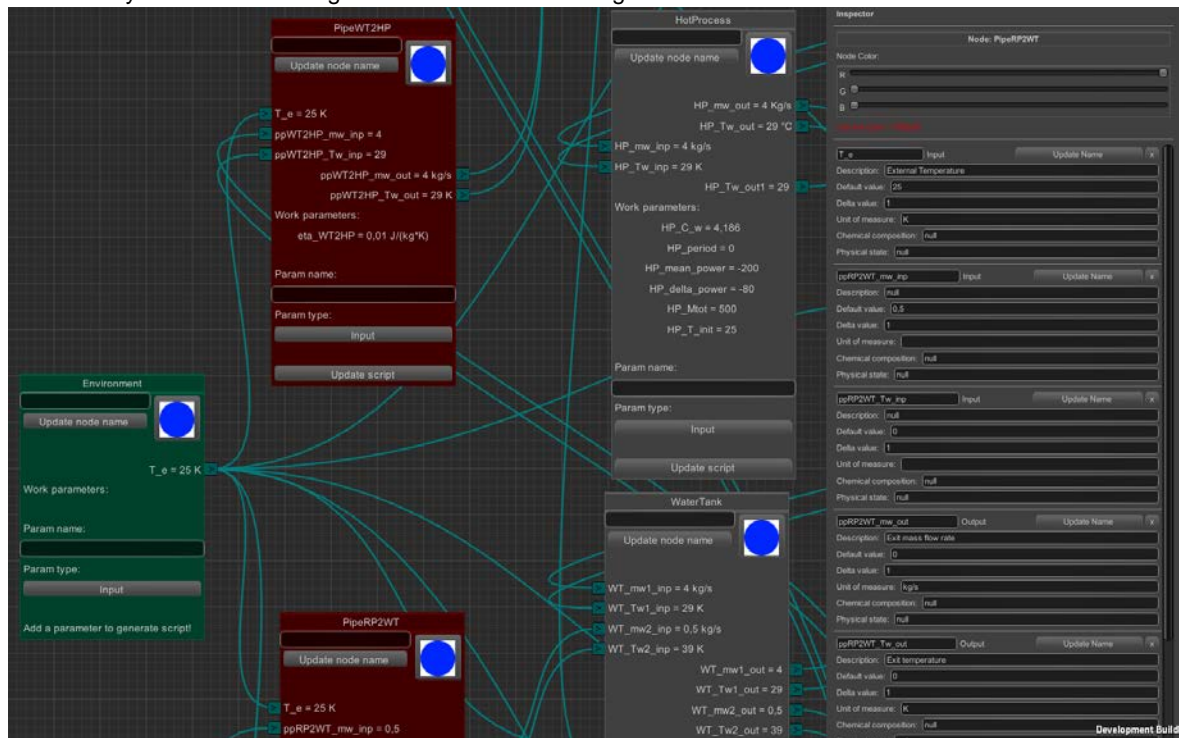 PipeWT2HP
Update node name
T_e = 25 K
ppWT2HP_mw_inp = 4
ppWT2HP_Tw_inp = 29
ppWT2HP_mw_out = 4 kg/s
ppWT2HP_Tw_out = 29 K
Work parameters:
eta_WT2HP = 0,01 J/(kg*K)
Param name:
Param type:
Input
Update script
Environment
Update node name
T_e = 25 K
Work parameters:
Param name:
Param type:
Input
Add a parameter to generate script!
PipeRP2WT
Update node name
T_e = 25 K
ppRP2WT_mw_inp = 0,5
HotProcess
Update node name
HP_mw_out = 4 Kg/s
HP_Tw_out = 29 °C
HP_mw_inp = 4 kg/s
HP_Tw_inp = 29 K
HP_Tw_out1 = 29
Work parameters:
HP_C_w = 4,186
HP_period = 0
HP_mean_power = -200
HP_delta_power = -80
HP_Mtot = 500
HP_T_init = 25
Param name:
Param type:
Input
Update script
WaterTank
Update node name
WT_mw1_inp = 4 kg/s
WT_Tw1_inp = 29 K
WT_mw2_inp = 0,5 kg/s
WT_Tw2_inp = 39 K
WT_mw1_out = 4
WT_Tw1_out = 29
WT_mw2_out = 0,5
WT_Tw2_out = 39
Inspector
Node: PipeRP2WT
Node Color:
R
G
B
T_e Input Update Name x
Description: External Temperature
Default value: 25
Delta value: 1
Unit of measure: K
Chemical composition: null
Physical state: null
ppRP2WT_mw_inp Input Update Name x
Description: null
Default value: 0,5
Delta value: 1
Unit of measure:
Chemical composition: null
Physical state: null
ppRP2WT_Tw_inp Input Update Name x
Description: null
Default value: 0
Delta value: 1
Unit of measure:
Chemical composition: null
Physical state: null
ppRP2WT_mw_out Output Update Name x
Description: Exit mass flow rate
Default value: 0
Delta value: 1
Unit of measure: kg/s
Chemical composition: null
Physical state: null
ppRP2WT_Tw_out Output Update Name x
Description: Exit temperature
Default value: 0
Delta value: 1
Unit of measure: K
Chemical composition: null
Development Build